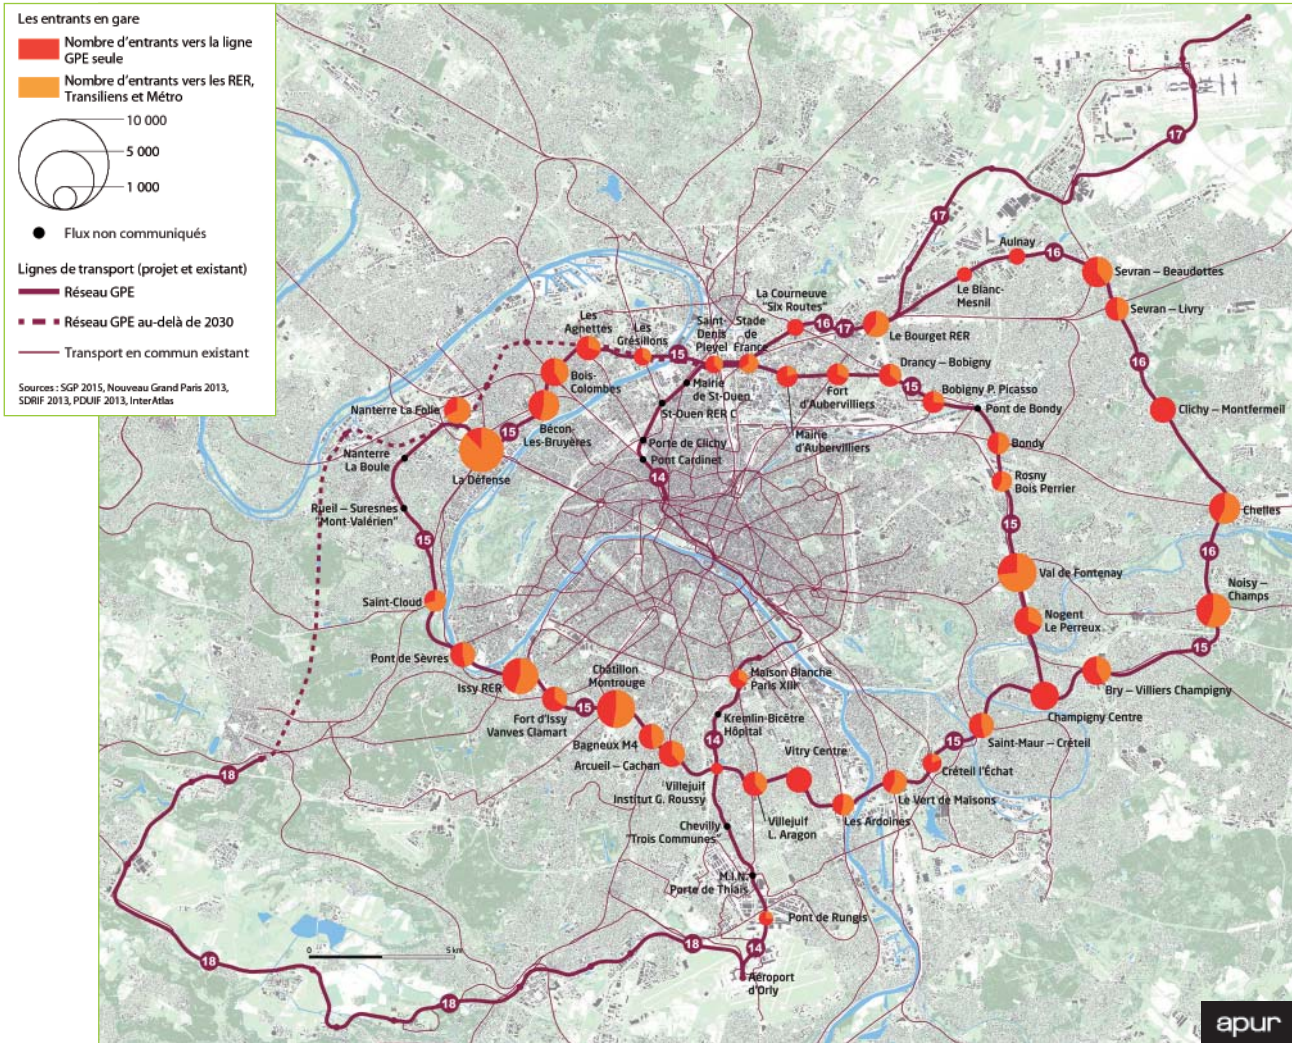 Les entrants en gare
Nombre d'entrants vers la ligne
GPE seule
Nombre d'entrants vers les RER,
Transiliens et Métro
10 000
5 000
1 000
Flux non communiqués
Lignes de transport (projet et existant)
Réseau GPE
Réseau GPE au-delà de 2030
Transport en commun existant
Sources : SGP 2015, Nouveau Grand Paris 2013,
SDRIF 2013, PDUIF 2013, InterAtlas
17
17
Aulnay
16
Sevran – Beaudottes
Le Blanc-
Mesnil
Sevran – Livry
La Courneuve
"Six Routes"
16
17
Le Bourget RER
Les
Agnettes
Les
Grésillons
15
Saint-
Denis
Pleyel
Stade
de
France
Drancy – Bobigny
16
Bois-
Colombes
Mairie
de St-Ouen
Fort
d'Aubervilliers
15
Bobigny P. Picasso
St-Ouen RER C
Pont de Bondy
Clichy – Montfermeil
Nanterre La Folie
15
Bécon-
Les-Bruyères
Mairie
d'Aubervilliers
Porte de Clichy
Bondy
Nanterre
La Boule
Pont Cardinet
La Défense
14
Rosny
Bois Perrier
Rueil – Suresnes
"Mont-Valérien"
Chelles
15
15
16
Val de Fontenay
Noisy –
Champs
Saint-Cloud
Nogent
Le Perreux
15
Pont de Sèvres
Issy RER
Châtillon
Montrouge
Maison Blanche
Paris XIII
Bry – Villiers Champigny
15
Fort d'Issy
Vanves Clamart
Champigny Centre
Kremlin-Bicêtre
Hôpital
Bagneux M4
14
15
Saint-Maur – Créteil
Arcueil – Cachan
Vitry Centre
Créteil l'Échat
18
Villejuif
Institut G. Roussy
Le Vert de Maisons
Villejuif
L. Aragon
Les Ardoines
Chevilly
"Trois Communes"
M.I.N.
Porte de Thiais
Pont de Rungis
18
14
0
5 km
18
Aéroport
d'Orly
18
apur